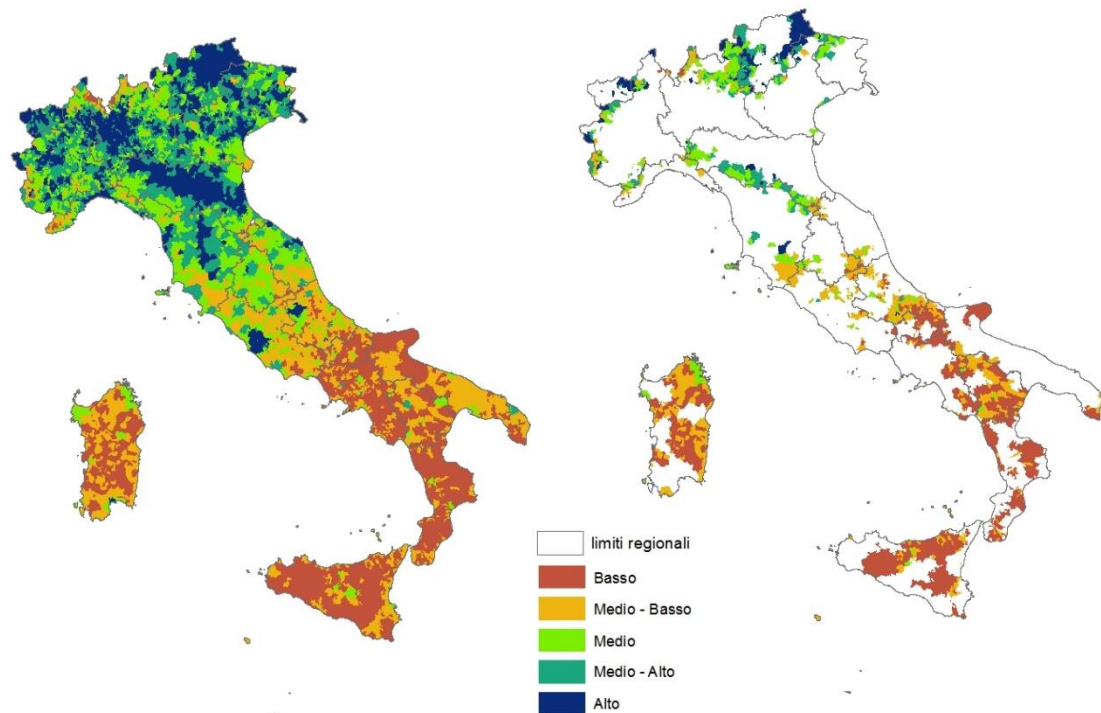 limiti regionali
Basso
Medio - Basso
Medio
Medio - Alto
Alto